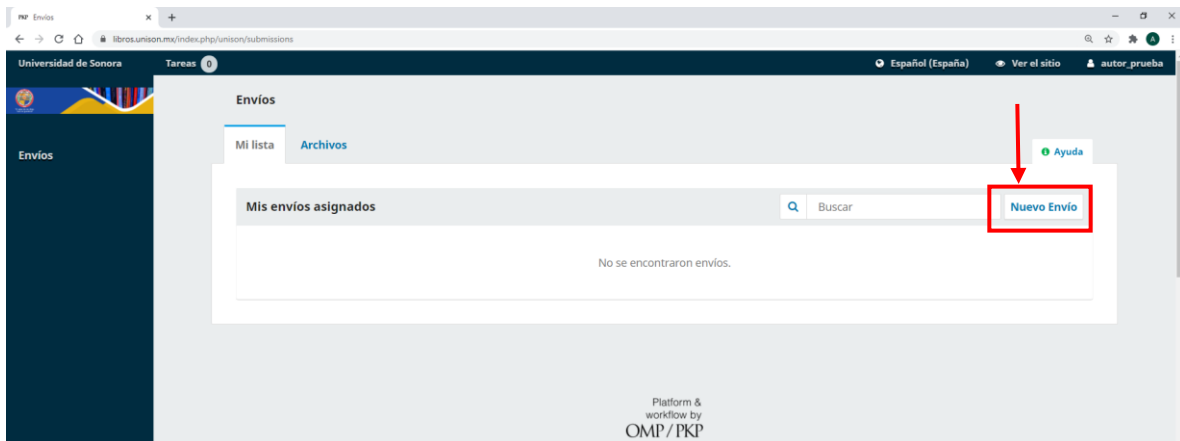 PKP Envíos
libros.unison.mx/index.php/unison/submissions
A
Universidad de Sonora Tareas 0 Español (España) Ver el sitio autor_prueba
Envíos
Envíos
Mi lista Archivos
Ayuda
Mis envíos asignados Buscar Nuevo Envío
No se encontraron envíos.
Platform &
workflow by
OMP / PKP